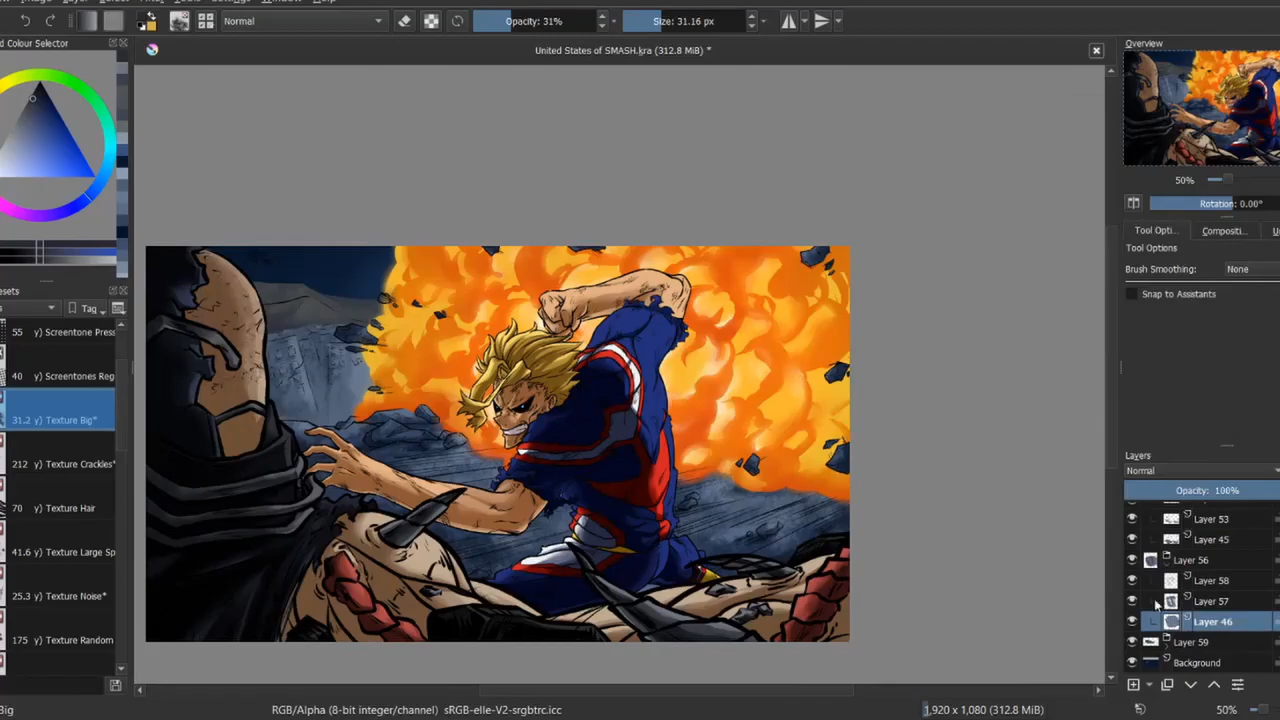 Normal
Opacity: 31%
Size: 31.16 px
d Colour Selector
United States of SMASH.kra (312.8 MiB) *
Overview
50%
Rotation: 0.00°
Tool Opti...
Compositi...
Tool Options
Brush Smoothing:
None
Snap to Assistants
esets
Tag
55 y) Screentone Press
40 y) Screentones Reg
31.2 y) Texture Big*
212 y) Texture Crackles*
70 y) Texture Hair
41.6 y) Texture Large Sp
25.3 y) Texture Noise*
175 y) Texture Random
Layers
Normal
Opacity: 100%
Layer 53
Layer 45
Layer 56
Layer 58
Layer 57
Layer 46
Layer 59
Background
Big
RGB/Alpha (8-bit integer/channel) sRGB-elle-V2-srgbtrc.icc
1,920 x 1,080 (312.8 MiB)
50%